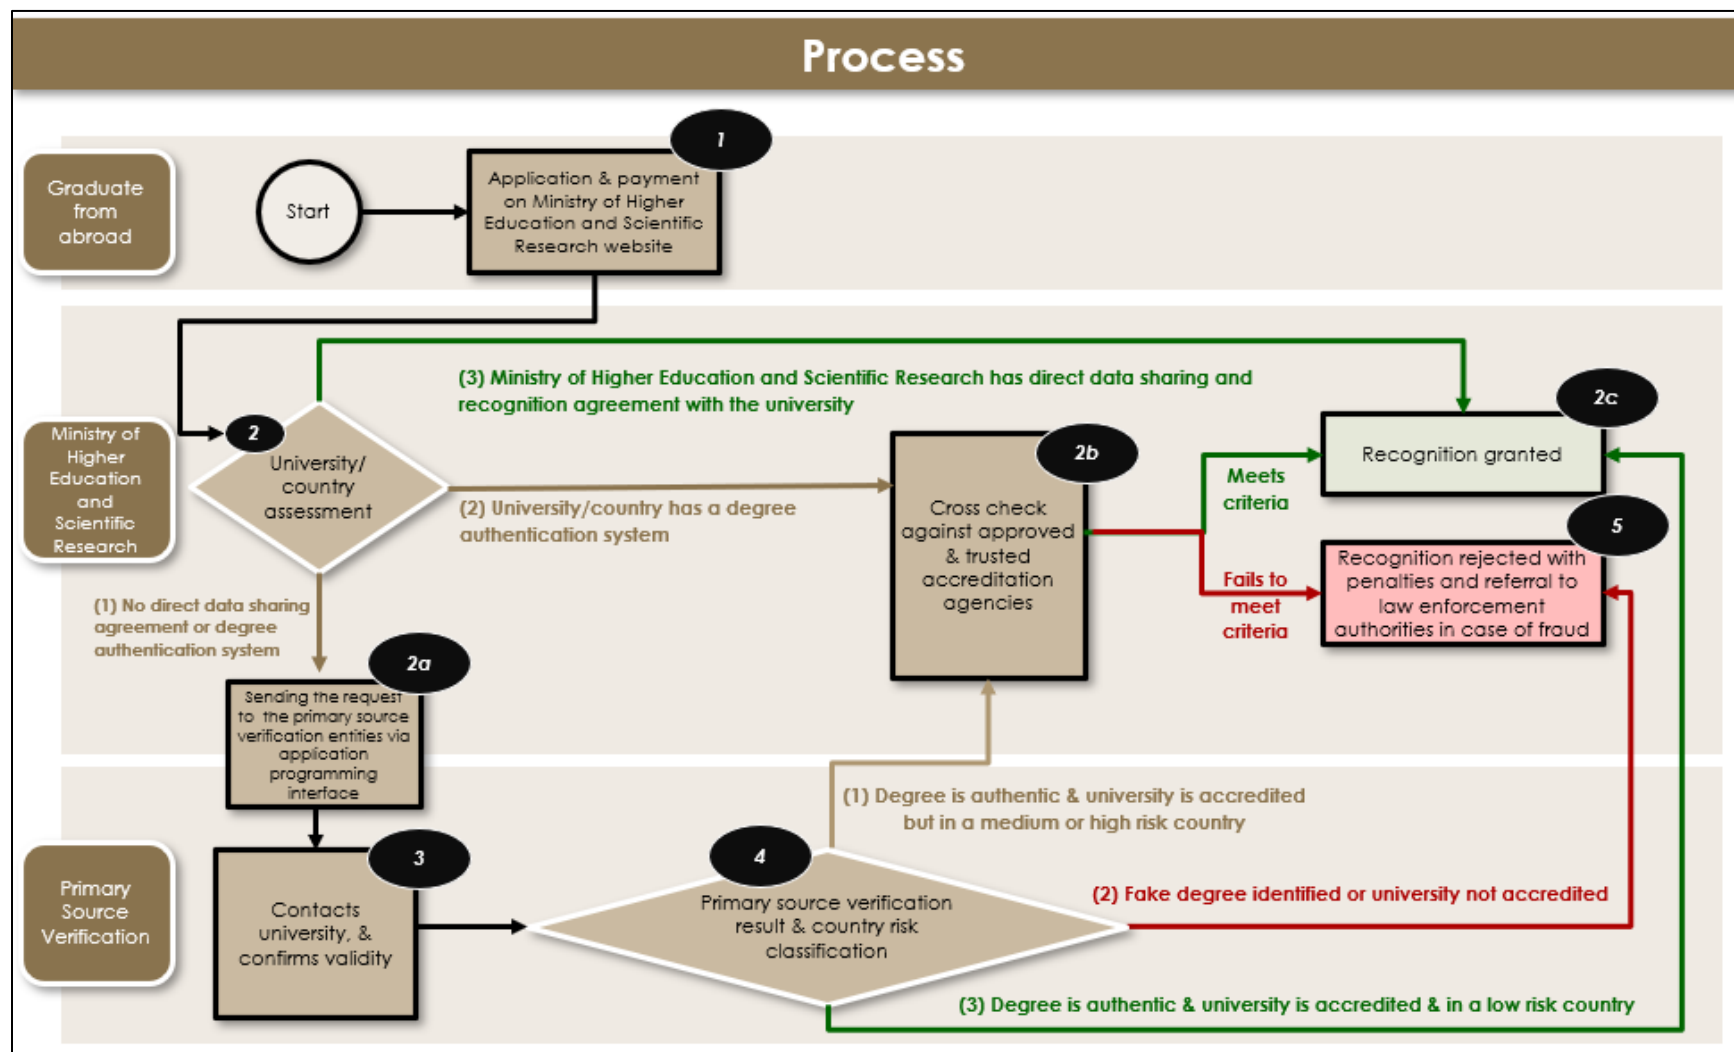 Process
Graduate
from
abroad
Start
1
Application & payment
on Ministry of Higher
Education and Scientific
Research website
(3) Ministry of Higher Education and Scientific Research has direct data sharing and
recognition agreement with the university
Ministry of
Higher
Education
and
Scientific
Research
2
University/
country
assessment
(2) University/country has a degree
authentication system
2b
Cross check
against approved
& trusted
accreditation
agencies
Meets
criteria
2c
Recognition granted
Fails to
meet
criteria
5
Recognition rejected with
penalties and referral to
law enforcement
authorities in case of fraud
(1) No direct data sharing
agreement or degree
authentication system
2a
Sending the request
to the primary source
verification entities via
application
programming
interface
Primary
Source
Verification
3
Contacts
university, &
confirms validity
4
Primary source verification
result & country risk
classification
(1) Degree is authentic & university is accredited
but in a medium or high risk country
(2) Fake degree identified or university not accredited
(3) Degree is authentic & university is accredited & in a low risk country